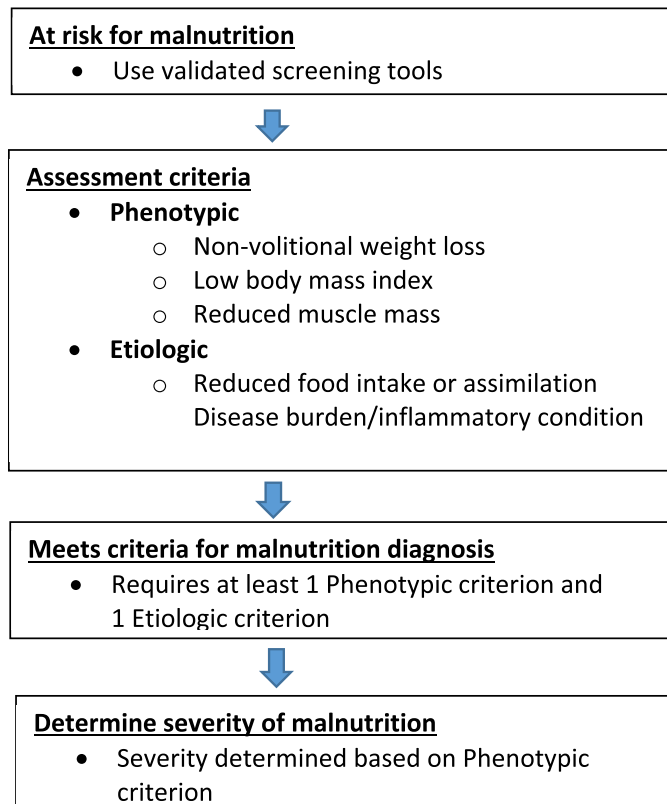 At risk for malnutrition
• Use validated screening tools
Assessment criteria
• Phenotypic
o Non-volitional weight loss
o Low body mass index
o Reduced muscle mass
• Etiologic
o Reduced food intake or assimilation
Disease burden/inflammatory condition
Meets criteria for malnutrition diagnosis
• Requires at least 1 Phenotypic criterion and
1 Etiologic criterion
Determine severity of malnutrition
• Severity determined based on Phenotypic
criterion